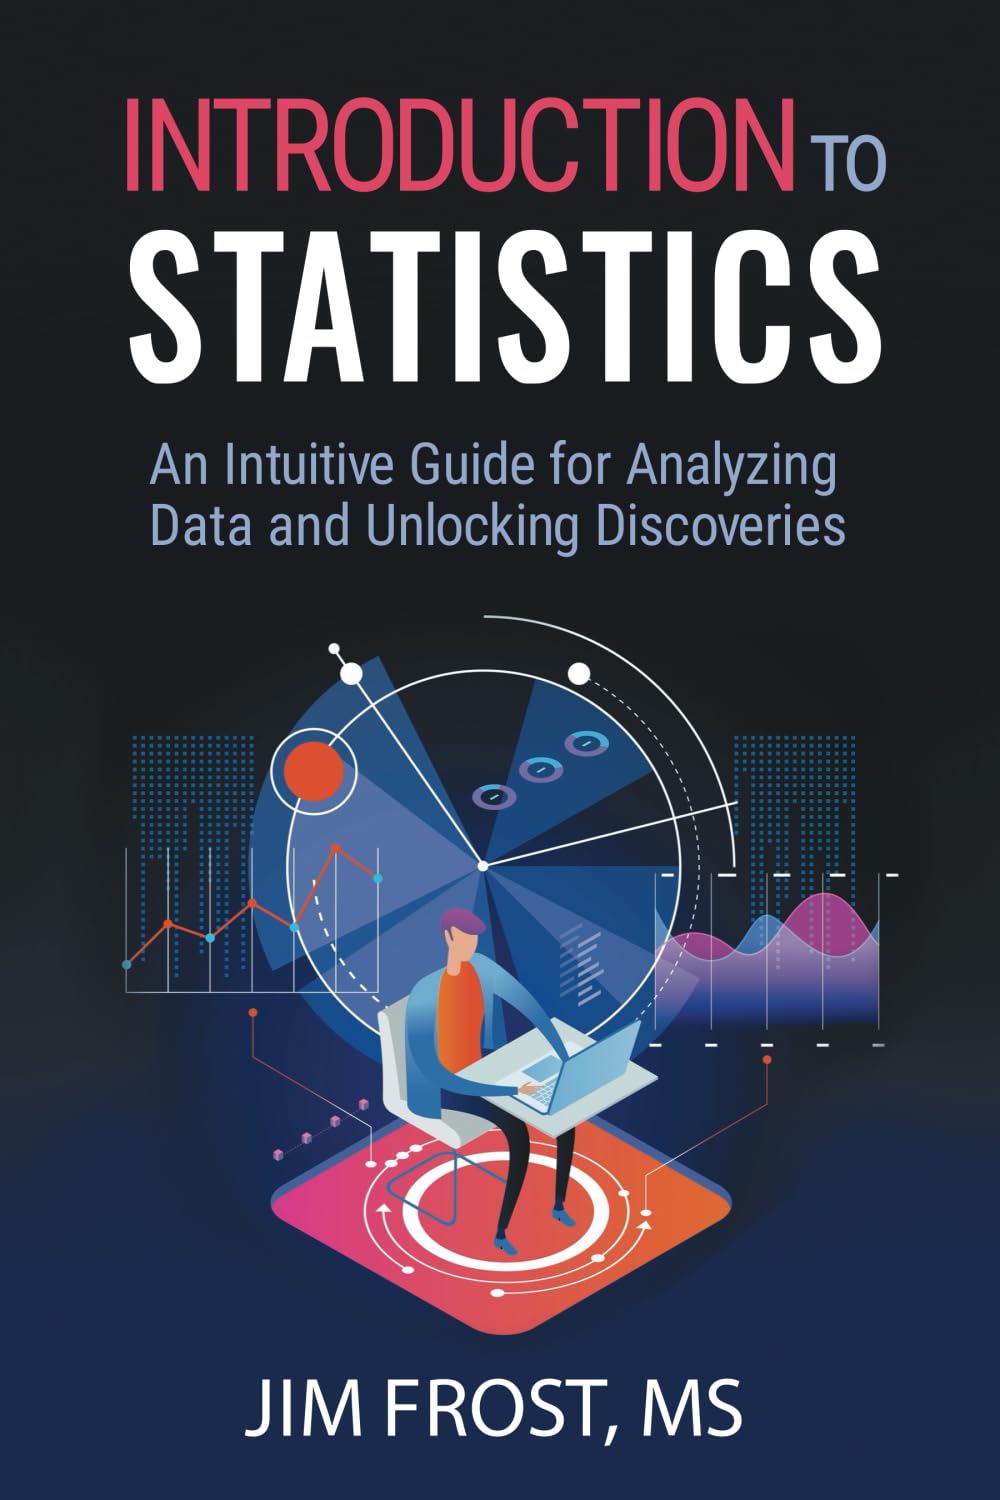 INTRODUCTION TO
STATISTICS
An Intuitive Guide for Analyzing
Data and Unlocking Discoveries
JIM FROST, MS